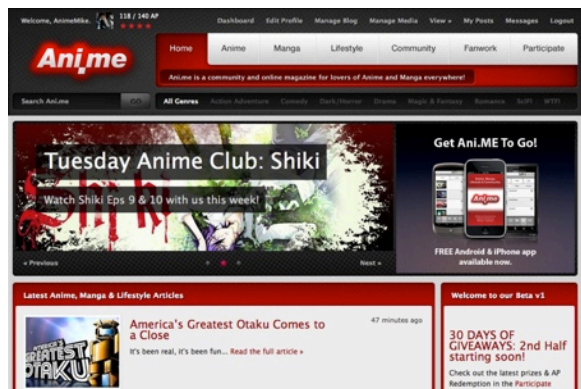 Welcome, AnimeMike.
118 / 140 AP
Dashboard Edit Profile Manage Blog Manage Media View » My Posts Messages Logout
Ani.me
Home Anime Manga Lifestyle Community Fanwork Participate
Ani.me is a community and online magazine for lovers of Anime and Manga everywhere!
Search Ani.me GO
All Genres Action Adventure Comedy Dark/Horror Drama Magic & Fantasy Romance SciFi WTF!
Tuesday Anime Club: Shiki
Watch Shiki Eps 9 & 10 with us this week!
Shiki
« Previous Next »
Get Ani.ME To Go!
Ani.me
FREE Android & iPhone app
available now.
Latest Anime, Manga & Lifestyle Articles
AMERICA'S
GREATEST
OTAKU
America's Greatest Otaku Comes to
a Close
47 minutes ago
It's been real, it's been fun... Read the full article »
Welcome to our Beta v1
30 DAYS OF
GIVEAWAYS: 2nd Half
starting soon!
Check out the latest prizes & AP
Redemption in the Participate